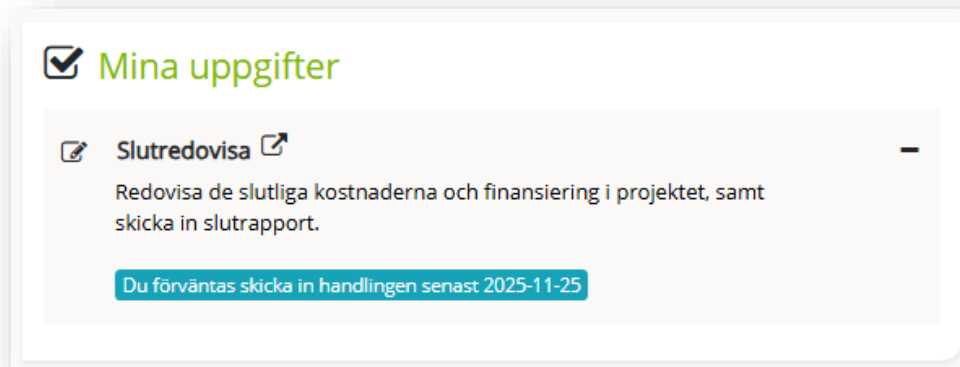 Mina uppgifter
Slutredovisa
Redovisa de slutliga kostnaderna och finansiering i projektet, samt
skicka in slutrapport.
Du förväntas skicka in handlingen senast 2025-11-25